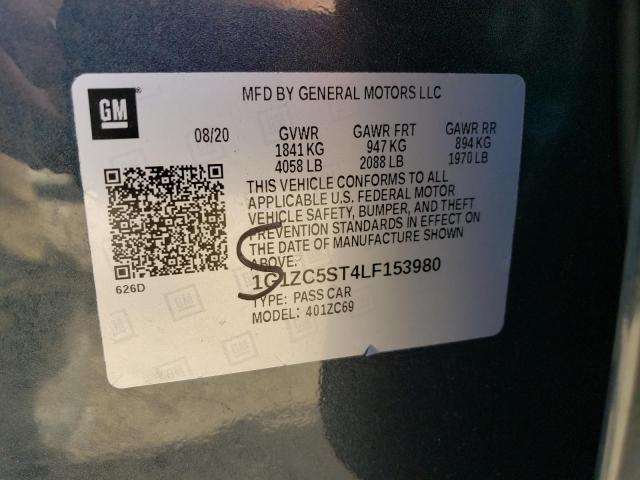 GM
MFD BY GENERAL MOTORS LLC
08/20 GVWR GAWR FRT GAWR RR
1841 KG 947 KG 894 KG
4058 LB 2088 LB 1970 LB
THIS VEHICLE CONFORMS TO ALL
APPLICABLE U.S. FEDERAL MOTOR
VEHICLE SAFETY, BUMPER, AND THEFT
PREVENTION STANDARDS IN EFFECT ON
THE DATE OF MANUFACTURE SHOWN
ABOVE.
1G1ZC5ST4LF153980
TYPE: PASS CAR
MODEL: 401ZC69
626D